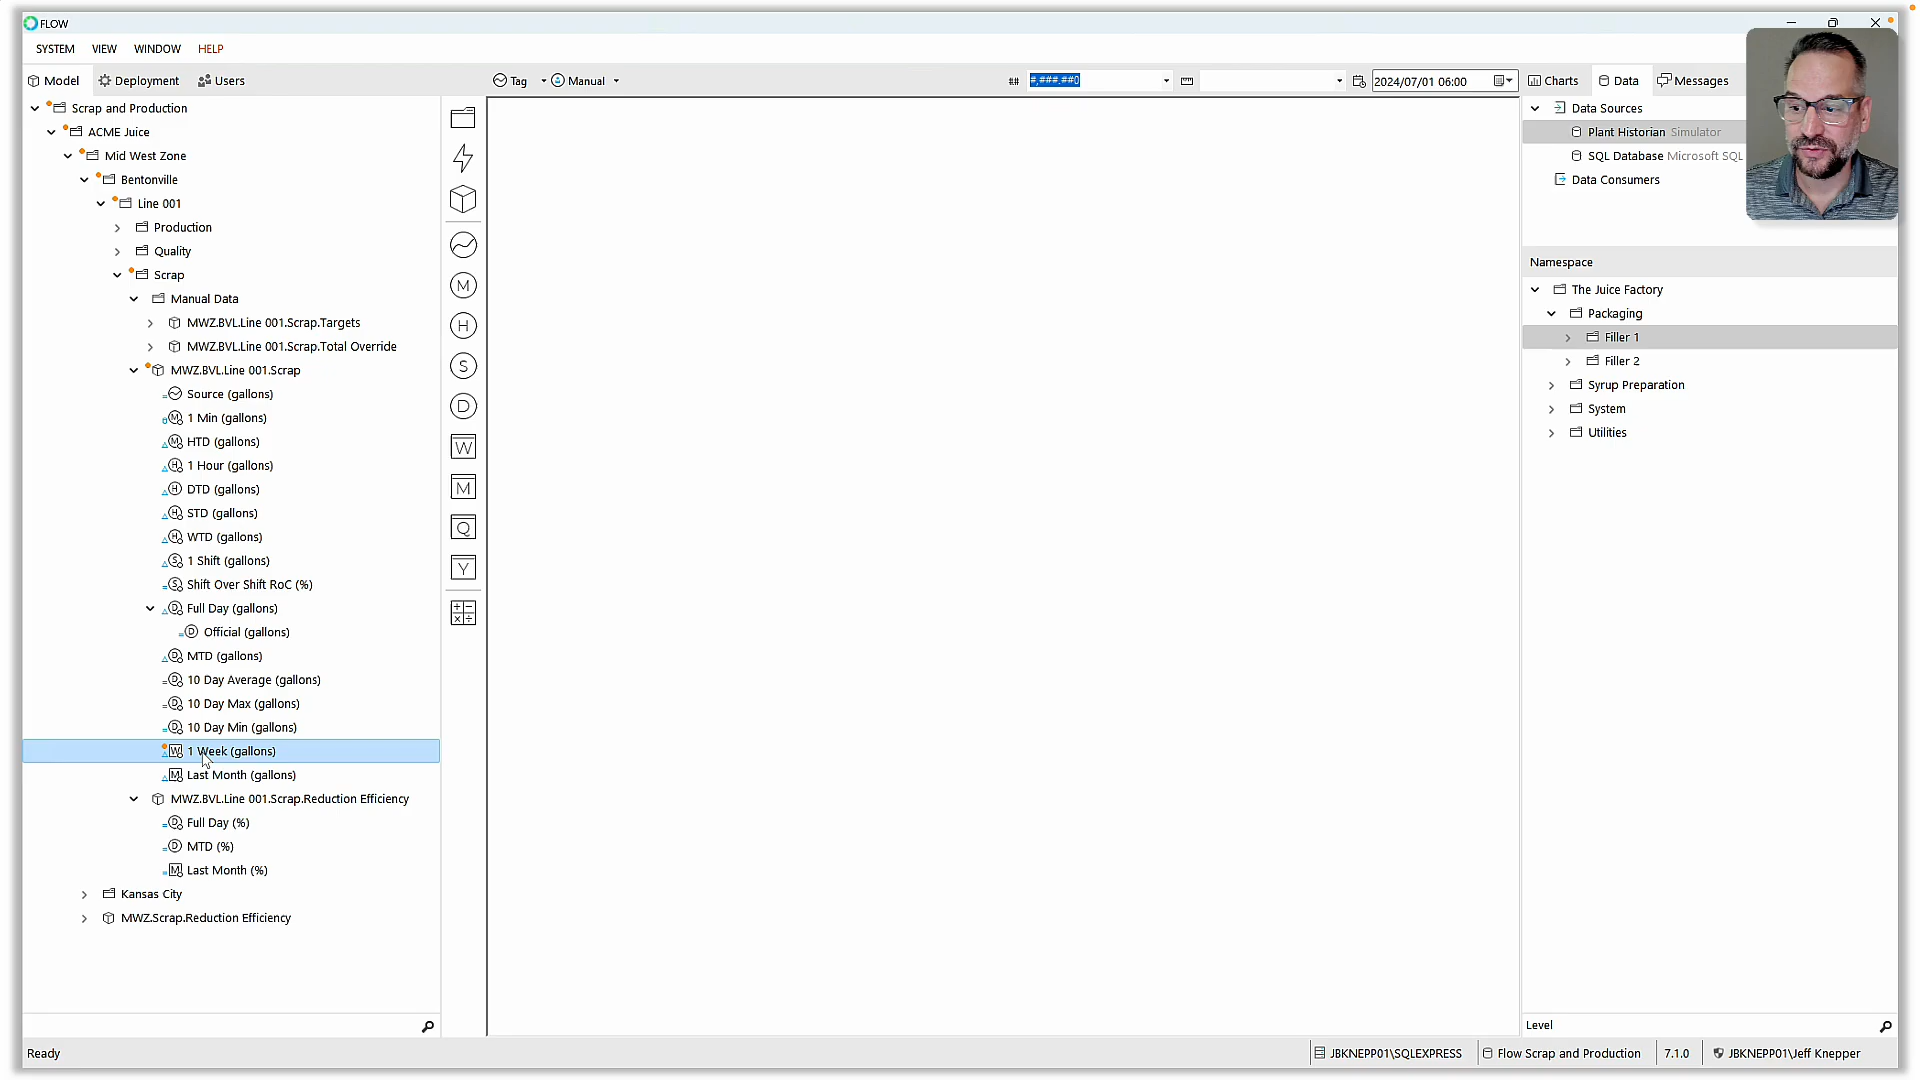 FLOW
SYSTEM VIEW WINDOW HELP
Model Deployment Users
Tag Manual ## #,###.##0 2024/07/01 06:00
Charts Data Messages
Scrap and Production
ACME Juice
Mid West Zone
Bentonville
Line 001
Production
Quality
Scrap
Manual Data
MWZ.BVL.Line 001.Scrap.Targets
MWZ.BVL.Line 001.Scrap.Total Override
MWZ.BVL.Line 001.Scrap
Source (gallons)
M 1 Min (gallons)
M HTD (gallons)
H 1 Hour (gallons)
H DTD (gallons)
H STD (gallons)
H WTD (gallons)
S 1 Shift (gallons)
S Shift Over Shift RoC (%)
D Full Day (gallons)
D Official (gallons)
D MTD (gallons)
D 10 Day Average (gallons)
D 10 Day Max (gallons)
D 10 Day Min (gallons)
W 1 Week (gallons)
M Last Month (gallons)
MWZ.BVL.Line 001.Scrap.Reduction Efficiency
D Full Day (%)
D MTD (%)
M Last Month (%)
Kansas City
MWZ.Scrap.Reduction Efficiency
M
H
S
D
W
M
Q
Y
Data Sources
Plant Historian Simulator
SQL Database Microsoft SQL
Data Consumers
Namespace
The Juice Factory
Packaging
Filler 1
Filler 2
Syrup Preparation
System
Utilities
Level
Ready
JBKNEPP01\SQLEXPRESS Flow Scrap and Production 7.1.0 JBKNEPP01\Jeff Knepper